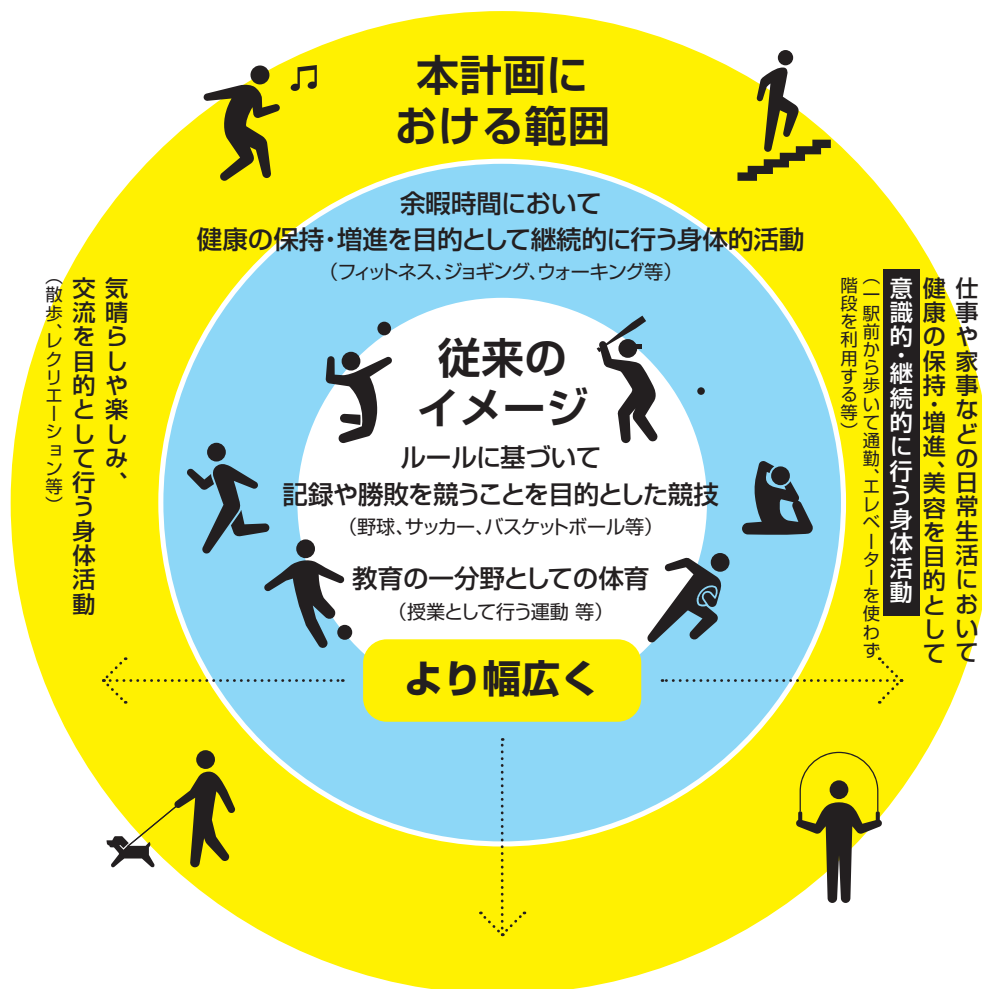 本計画に
おける範囲
余暇時間において
健康の保持・増進を目的として継続的に行う身体的活動
（フィットネス、ジョギング、ウォーキング等）
従来の
イメージ
ルールに基づいて
記録や勝敗を競うことを目的とした競技
（野球、サッカー、バスケットボール等）
教育の一分野としての体育
（授業として行う運動 等）
より幅広く
仕事や家事などの日常生活において
健康の保持・増進、美容を目的として
意識的・継続的に行う身体活動
（一駅前から歩いて通勤、エレベーターを使わず
階段を利用する等）
気晴らしや楽しみ、
交流を目的として行う身体活動
（散歩、レクリエーション等）